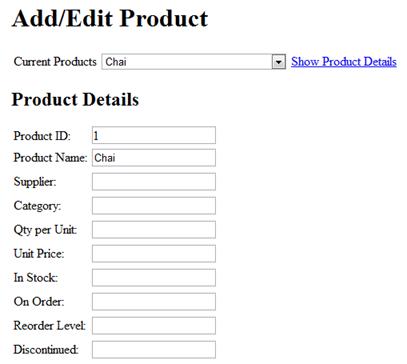 Add/Edit Product
Current Products Chai Show Product Details
Product Details
Product ID: 1
Product Name: Chai
Supplier:
Category:
Qty per Unit:
Unit Price:
In Stock:
On Order:
Reorder Level:
Discontinued: